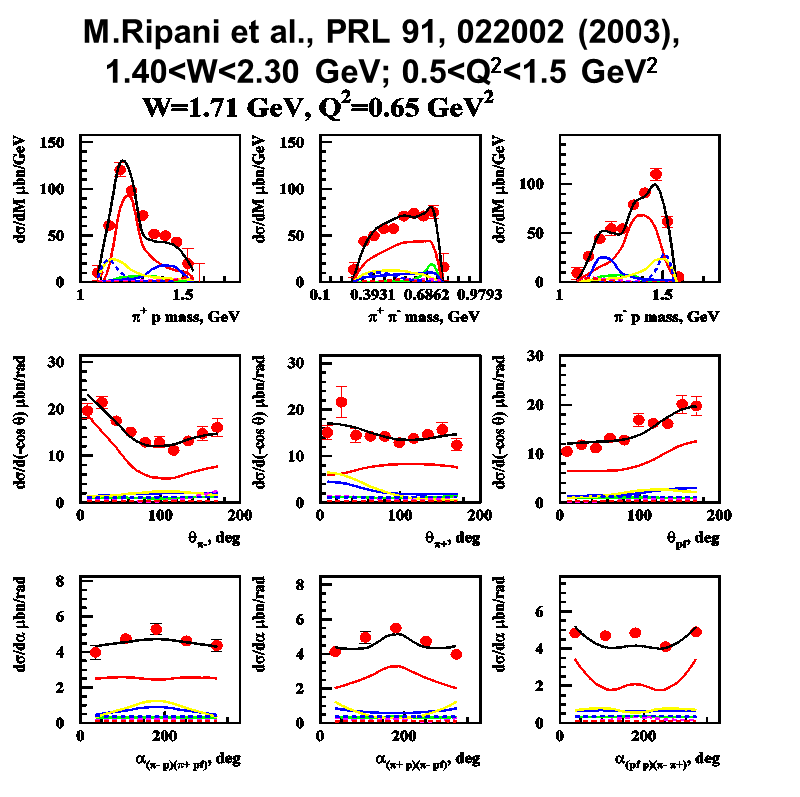 M.Ripani et al., PRL 91, 022002 (2003),
1.40<W<2.30 GeV; 0.5<Q²<1.5 GeV²
W=1.71 GeV, Q²=0.65 GeV²
dσ/dM μbn/GeV
150
100
50
0
1
1.5
π⁺ p mass, GeV
dσ/dM μbn/GeV
150
100
50
0
0.1
0.3931
0.6862
0.9793
π⁺ π⁻ mass, GeV
dσ/dM μbn/GeV
100
50
0
1
1.5
π⁻ p mass, GeV
dσ/d(-cos θ) μbn/rad
30
20
10
0
0
100
200
θπ-, deg
dσ/d(-cos θ) μbn/rad
30
20
10
0
0
100
200
θπ+, deg
dσ/d(-cos θ) μbn/rad
30
20
10
0
0
100
200
θpf, deg
dσ/dα μbn/rad
8
6
4
2
0
0
200
α(π- p)(π+ pf), deg
dσ/dα μbn/rad
8
6
4
2
0
0
200
α(π+ p)(π- pf), deg
dσ/dα μbn/rad
6
4
2
0
0
200
α(pf p)(π- π+), deg